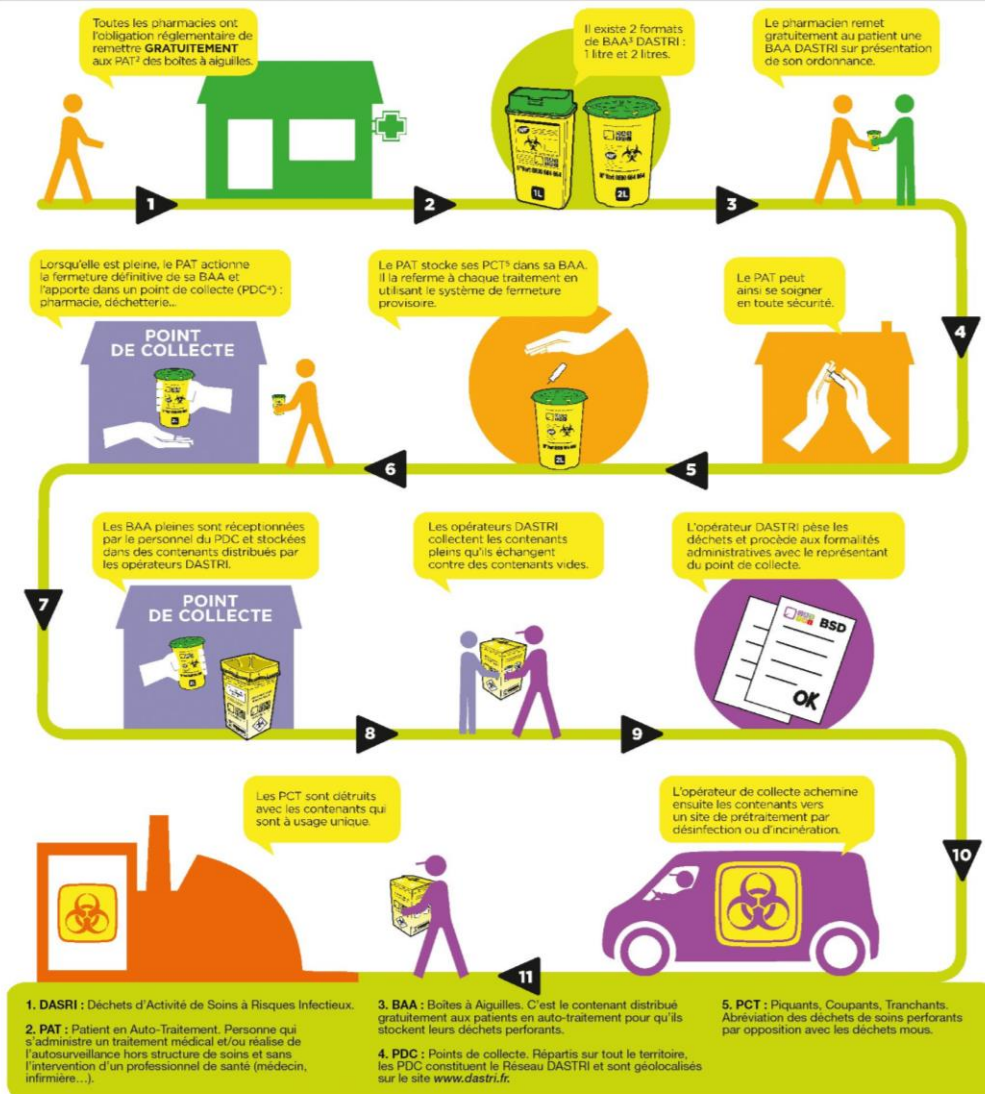 Toutes les pharmacies ont
l'obligation réglementaire de
remettre GRATUITEMENT
aux PAT² des boîtes à aiguilles.
Il existe 2 formats
de BAA³ DASTRI :
1 litre et 2 litres.
Le pharmacien remet
gratuitement au patient une
BAA DASTRI sur présentation
de son ordonnance.
1L
2L
1
2
3
Lorsqu'elle est pleine, le PAT actionne
la fermeture définitive de sa BAA et
l'apporte dans un point de collecte (PDC⁴) :
pharmacie, déchetterie...
Le PAT stocke ses PCT⁵ dans sa BAA.
Il la referme à chaque traitement en
utilisant le système de fermeture
provisoire.
Le PAT peut
ainsi se soigner
en toute sécurité.
4
POINT
DE COLLECTE
2L
2L
6
5
Les BAA pleines sont réceptionnées
par le personnel du PDC et stockées
dans des contenants distribués par
les opérateurs DASTRI.
Les opérateurs DASTRI
collectent les contenants
pleins qu'ils échangent
contre des contenants vides.
L'opérateur DASTRI pèse les
déchets et procède aux formalités
administratives avec le représentant
du point de collecte.
7
POINT
DE COLLECTE
BSD
OK
8
9
Les PCT sont détruits
avec les contenants qui
sont à usage unique.
L'opérateur de collecte achemine
ensuite les contenants vers
un site de prétraitement par
désinfection ou d'incinération.
10
11
1. DASRI : Déchets d'Activité de Soins à Risques Infectieux.
2. PAT : Patient en Auto-Traitement. Personne qui
s'administre un traitement médical et/ou réalise de
l'autosurveillance hors structure de soins et sans
l'intervention d'un professionnel de santé (médecin,
infirmière...).
3. BAA : Boîtes à Aiguilles. C'est le contenant distribué
gratuitement aux patients en auto-traitement pour qu'ils
stockent leurs déchets perforants.
4. PDC : Points de collecte. Répartis sur tout le territoire,
les PDC constituent le Réseau DASTRI et sont géolocalisés
sur le site www.dastri.fr.
5. PCT : Piquants, Coupants, Tranchants.
Abréviation des déchets de soins perforants
par opposition avec les déchets mous.